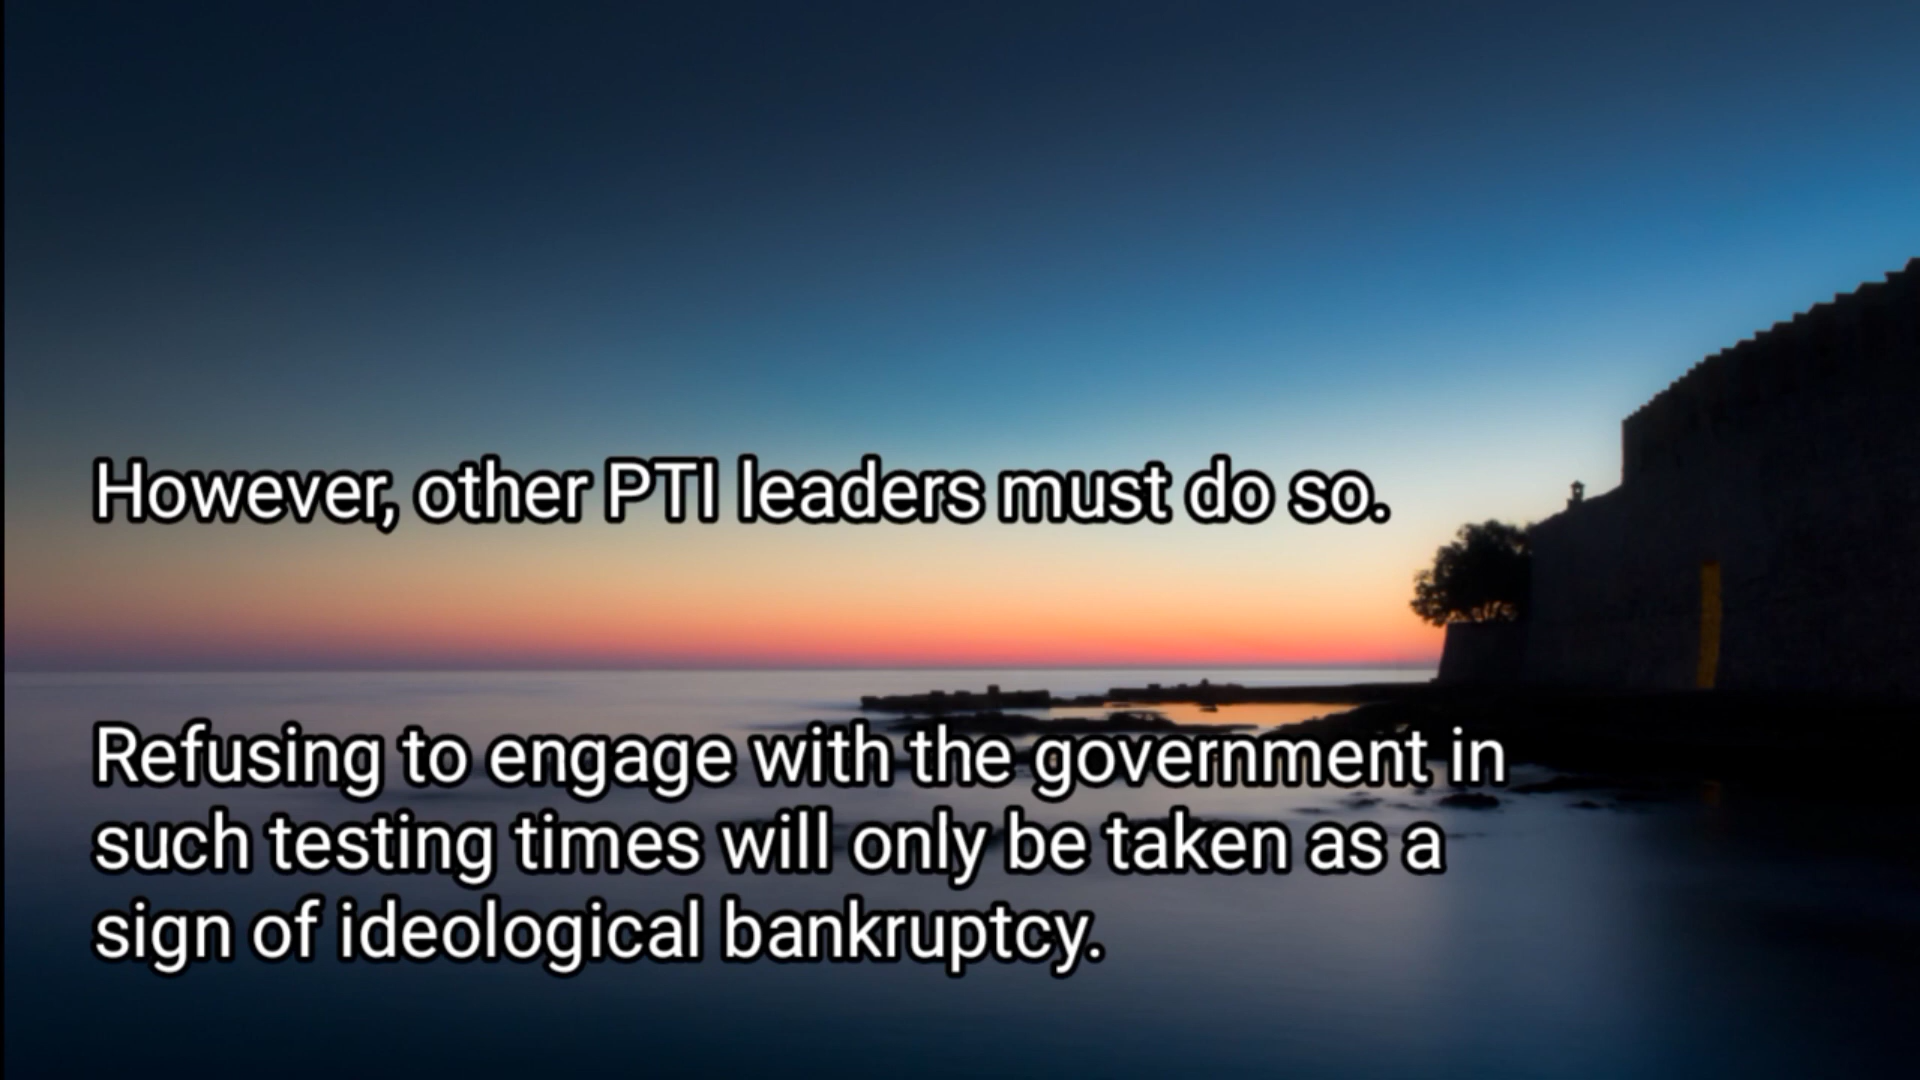 However, other PTI leaders must do so.
Refusing to engage with the government in
such testing times will only be taken as a
sign of ideological bankruptcy.